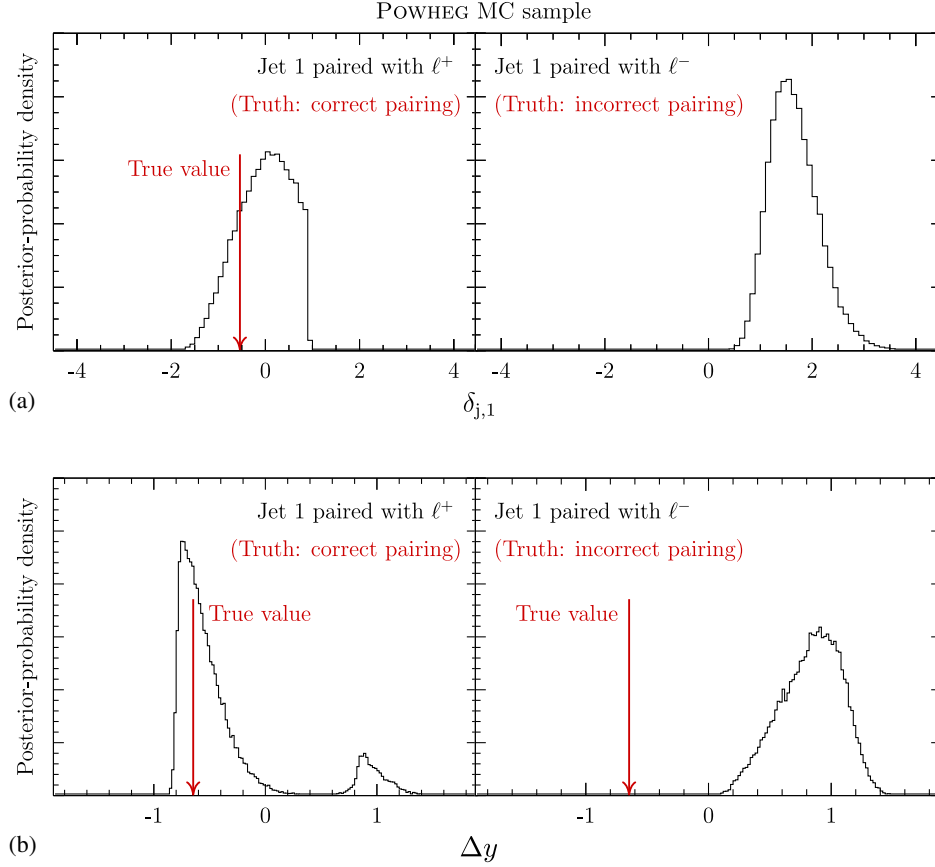 POWHEG MC sample
Posterior-probability density
Jet 1 paired with ℓ⁺
(Truth: correct pairing)
True value
Jet 1 paired with ℓ⁻
(Truth: incorrect pairing)
-4 -2 0 2 4 -4 -2 0 2 4
(a)
δj,1
Posterior-probability density
Jet 1 paired with ℓ⁺
(Truth: correct pairing)
True value
Jet 1 paired with ℓ⁻
(Truth: incorrect pairing)
True value
-1 0 1 -1 0 1
(b)
Δy